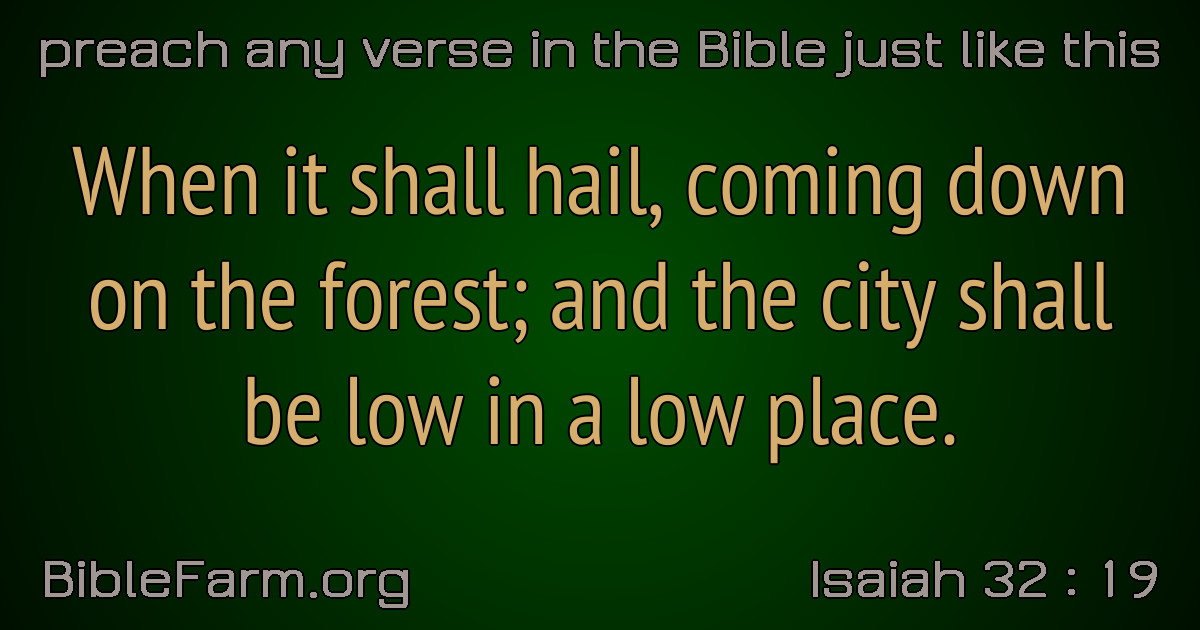 preach any verse in the Bible just like this
When it shall hail, coming down
on the forest; and the city shall
be low in a low place.
BibleFarm.org
Isaiah 32 : 19